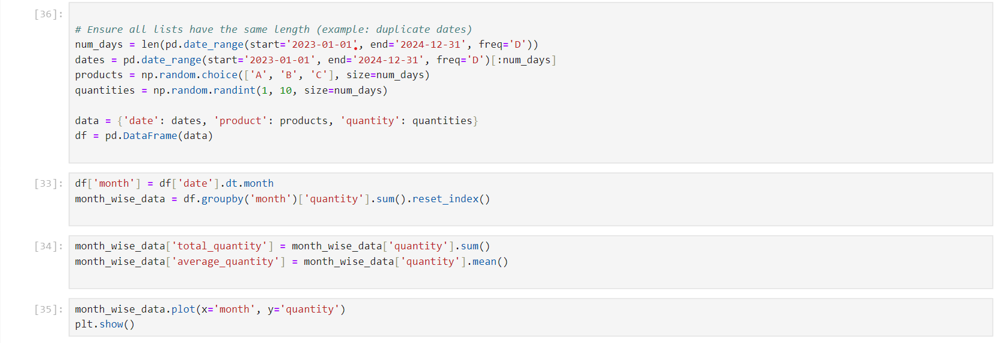 [36]:
# Ensure all lists have the same length (example: duplicate dates)
num_days = len(pd.date_range(start='2023-01-01', end='2024-12-31', freq='D'))
dates = pd.date_range(start='2023-01-01', end='2024-12-31', freq='D')[:num_days]
products = np.random.choice(['A', 'B', 'C'], size=num_days)
quantities = np.random.randint(1, 10, size=num_days)
data = {'date': dates, 'product': products, 'quantity': quantities}
df = pd.DataFrame(data)
[33]: df['month'] = df['date'].dt.month
month_wise_data = df.groupby('month')['quantity'].sum().reset_index()
[34]: month_wise_data['total_quantity'] = month_wise_data['quantity'].sum()
month_wise_data['average_quantity'] = month_wise_data['quantity'].mean()
[35]: month_wise_data.plot(x='month', y='quantity')
plt.show()